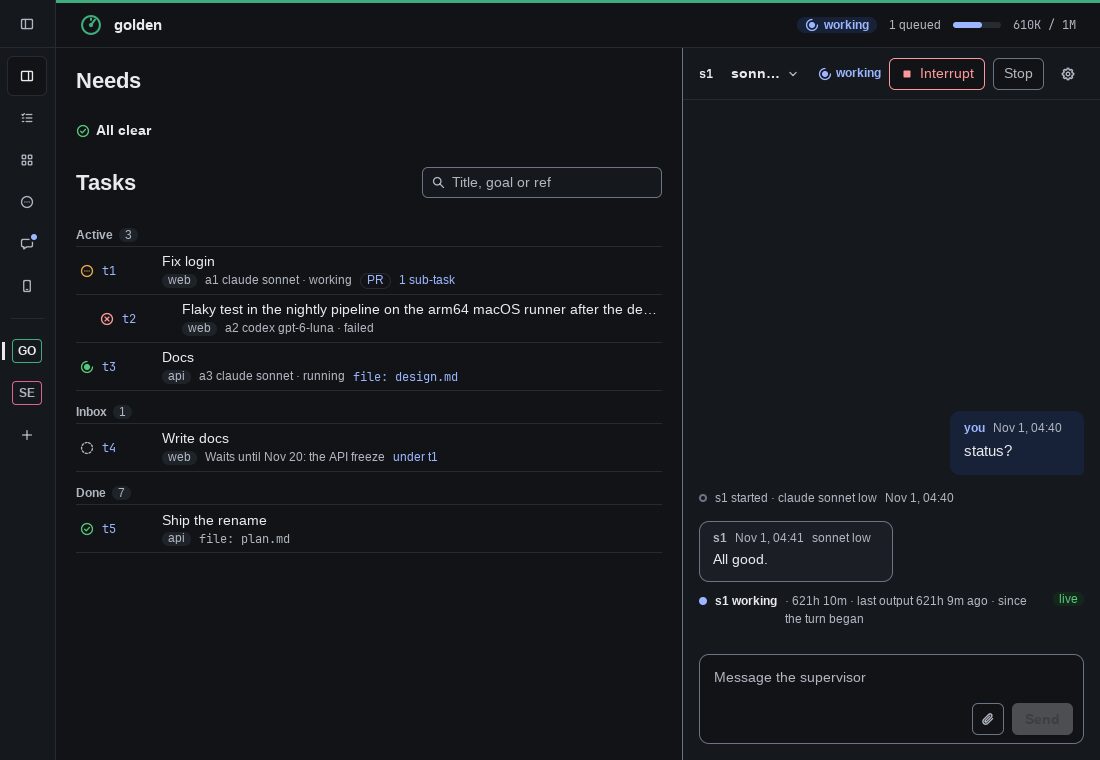 golden
working
1 queued
610K / 1M
Needs
All clear
Tasks
Title, goal or ref
Active 3
t1
Fix login
web a1 claude sonnet · working PR 1 sub-task
t2
Flaky test in the nightly pipeline on the arm64 macOS runner after the de…
web a2 codex gpt-6-luna · failed
t3
Docs
api a3 claude sonnet · running file: design.md
Inbox 1
t4
Write docs
web Waits until Nov 20: the API freeze under t1
Done 7
t5
Ship the rename
api file: plan.md
GO
SE
s1 sonn… working Interrupt Stop
you Nov 1, 04:40
status?
s1 started · claude sonnet low Nov 1, 04:40
s1 Nov 1, 04:41 sonnet low
All good.
s1 working · 621h 10m · last output 621h 9m ago · since
the turn began
live
Message the supervisor
Send